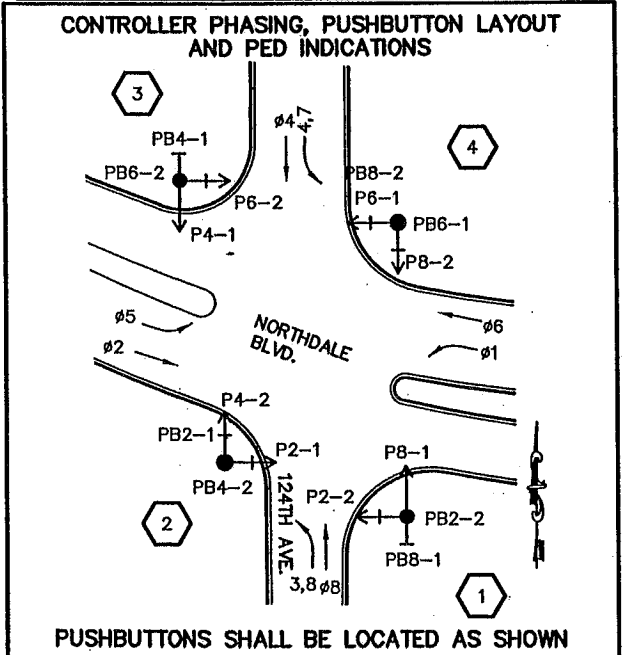 CONTROLLER PHASING, PUSHBUTTON LAYOUT
AND PED INDICATIONS
3
ø4
4,7
4
PB4-1
PB6-2
P6-2
P4-1
PB8-2
P6-1
PB6-1
P8-2
ø5
ø2
NORTHDALE
BLVD.
ø6
ø1
P4-2
PB2-1
P2-1
PB4-2
P8-1
P2-2
PB2-2
PB8-1
124TH AVE.
2
3,8
ø8
1
PUSHBUTTONS SHALL BE LOCATED AS SHOWN